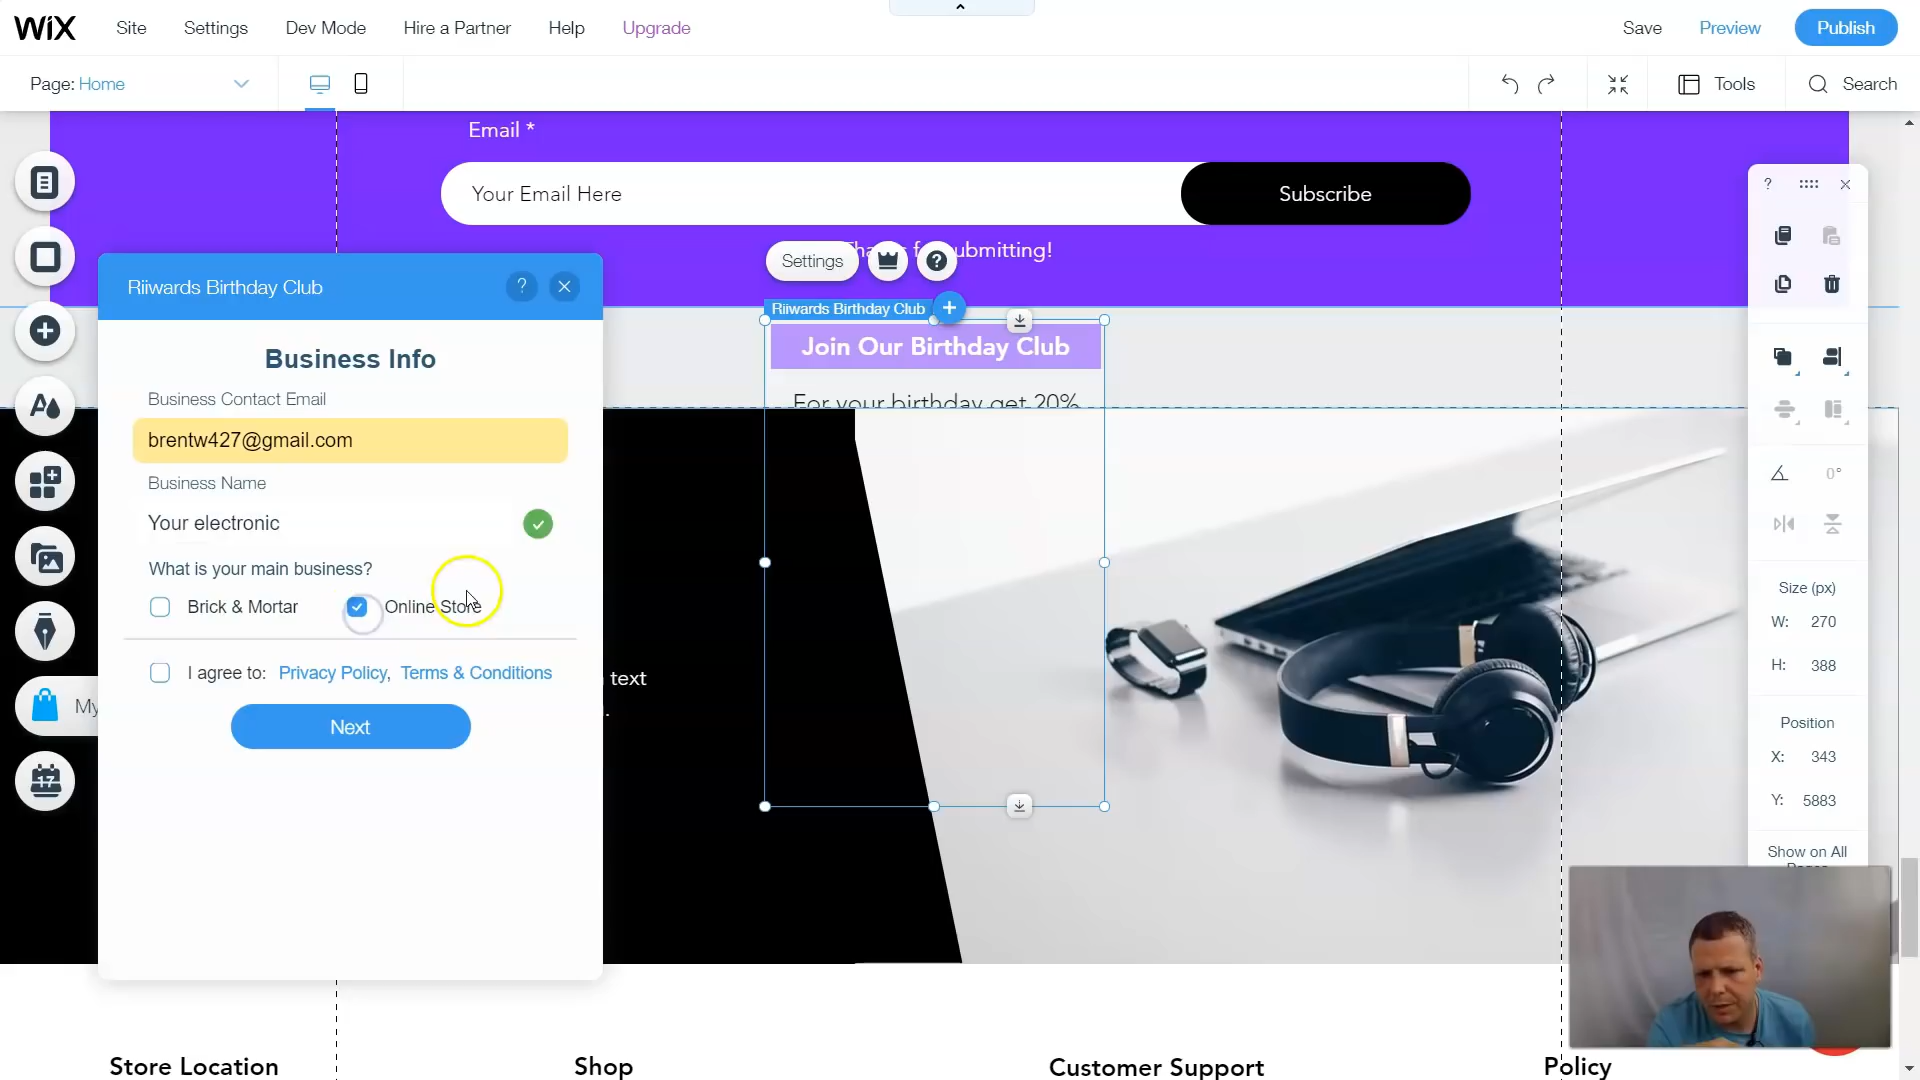 WiX Site Settings Dev Mode Hire a Partner Help Upgrade Save Preview Publish
Page: Home Tools Search
Email *
Your Email Here Subscribe
submitting!
Settings ?
Riiwards Birthday Club ?
Riiwards Birthday Club
Join Our Birthday Club
For your birthday get 20%
Business Info
Business Contact Email
brentw427@gmail.com
Business Name
Your electronic
What is your main business?
Brick & Mortar Online Store
I agree to: Privacy Policy, Terms & Conditions
Next
My
text
17
?
0°
Size (px)
W: 270
H: 388
Position
X: 343
Y: 5883
Show on All
Store Location Shop Customer Support Policy